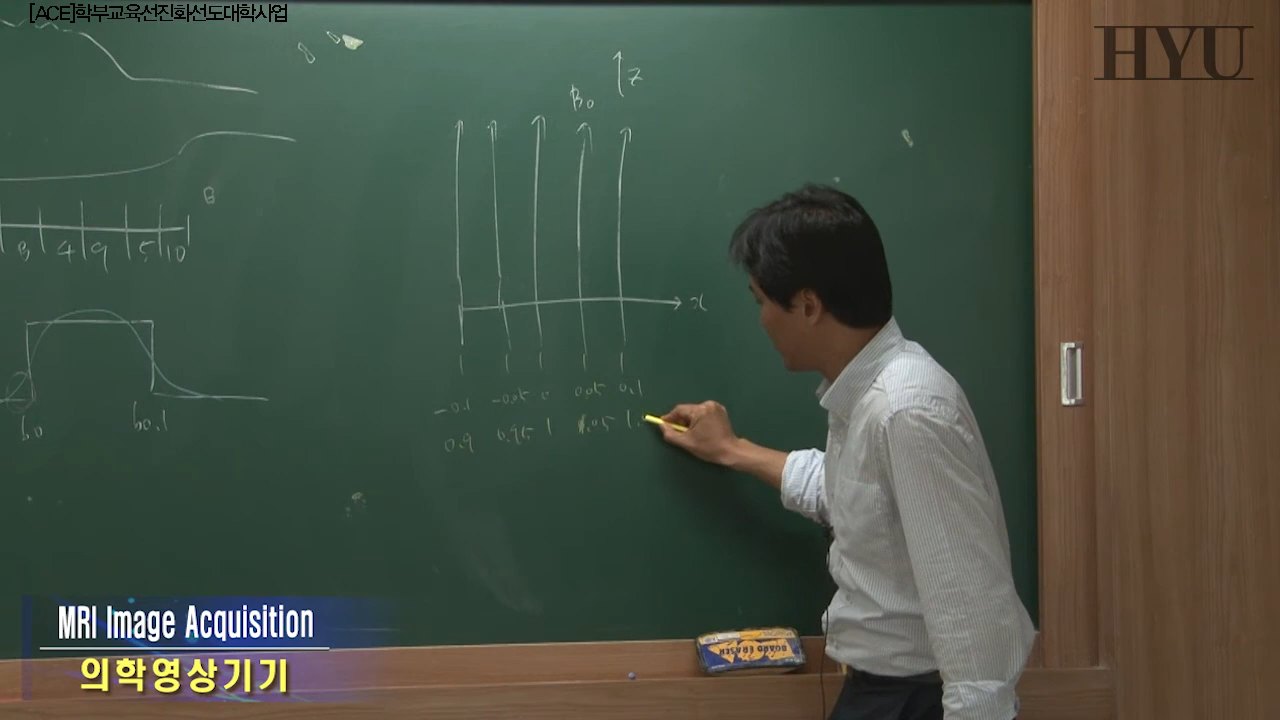 [ACE]학부교육선진화선도대학사업
HYU
z
B₀
B
3 4 9 5 10
x
-0.1 -0.05 0 0.05 0.1
0.9 0.95 1 1.05 1.
60 60.1
BOARD ERASER
MRI Image Acquisition
의학영상기기